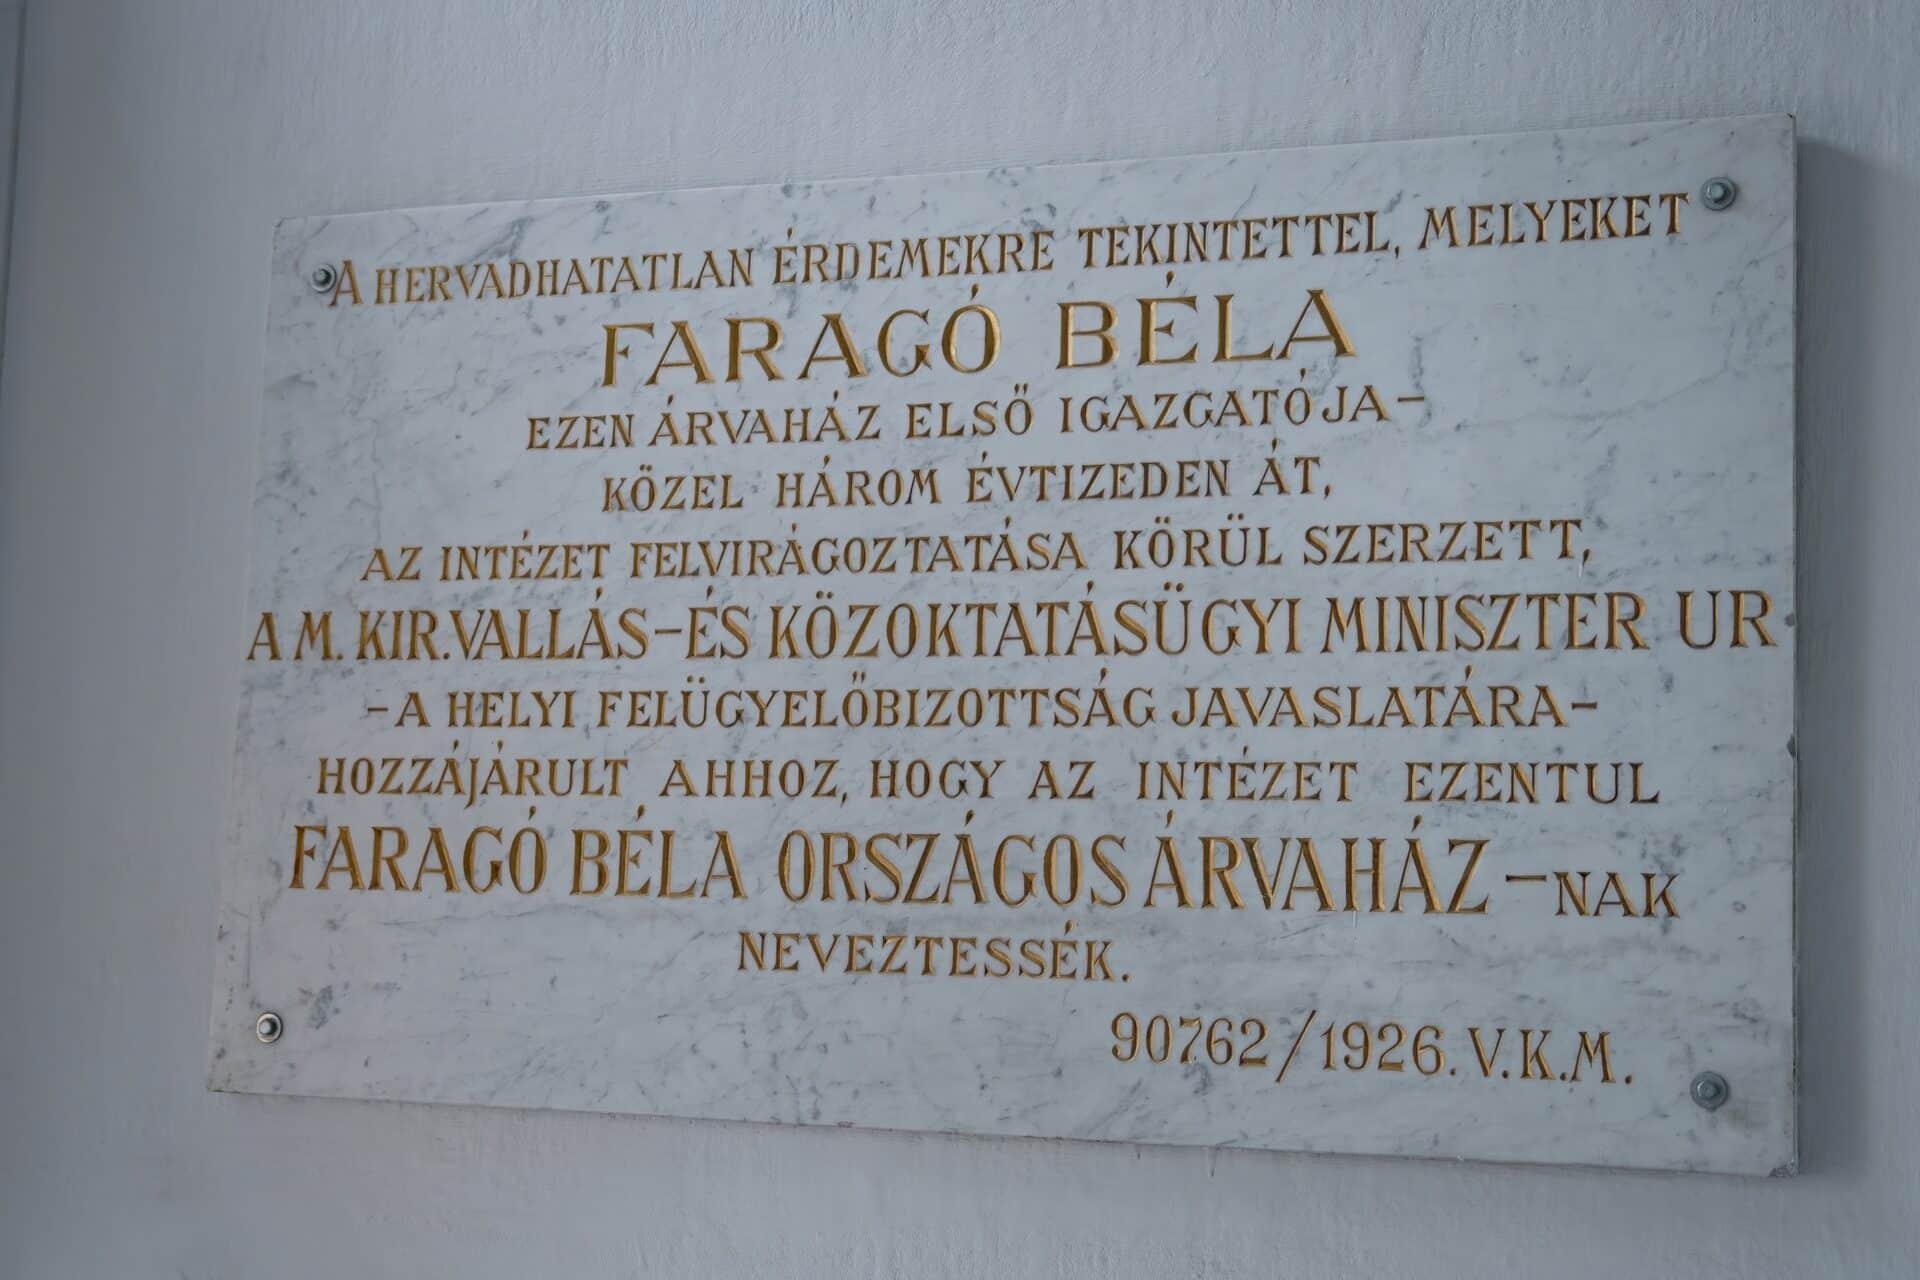 A HERVADHATATLAN ÉRDEMEKRE TEKINTETTEL, MELYEKET
FARAGÓ BÉLA
EZEN ÁRVAHÁZ ELSŐ IGAZGATÓJA-
KÖZEL HÁROM ÉVTIZEDEN ÁT,
AZ INTÉZET FELVIRÁGOZTATÁSA KÖRÜL SZERZETT,
A M. KIR. VALLÁS-ÉS KÖZOKTATÁSÜGYI MINISZTER UR
-A HELYI FELÜGYELŐBIZOTTSÁG JAVASLATÁRA-
HOZZÁJÁRULT AHHOZ, HOGY AZ INTÉZET EZENTUL
FARAGÓ BÉLA ORSZÁGOS ÁRVAHÁZ -NAK
NEVEZTESSÉK.
90762/1926. V.K.M.